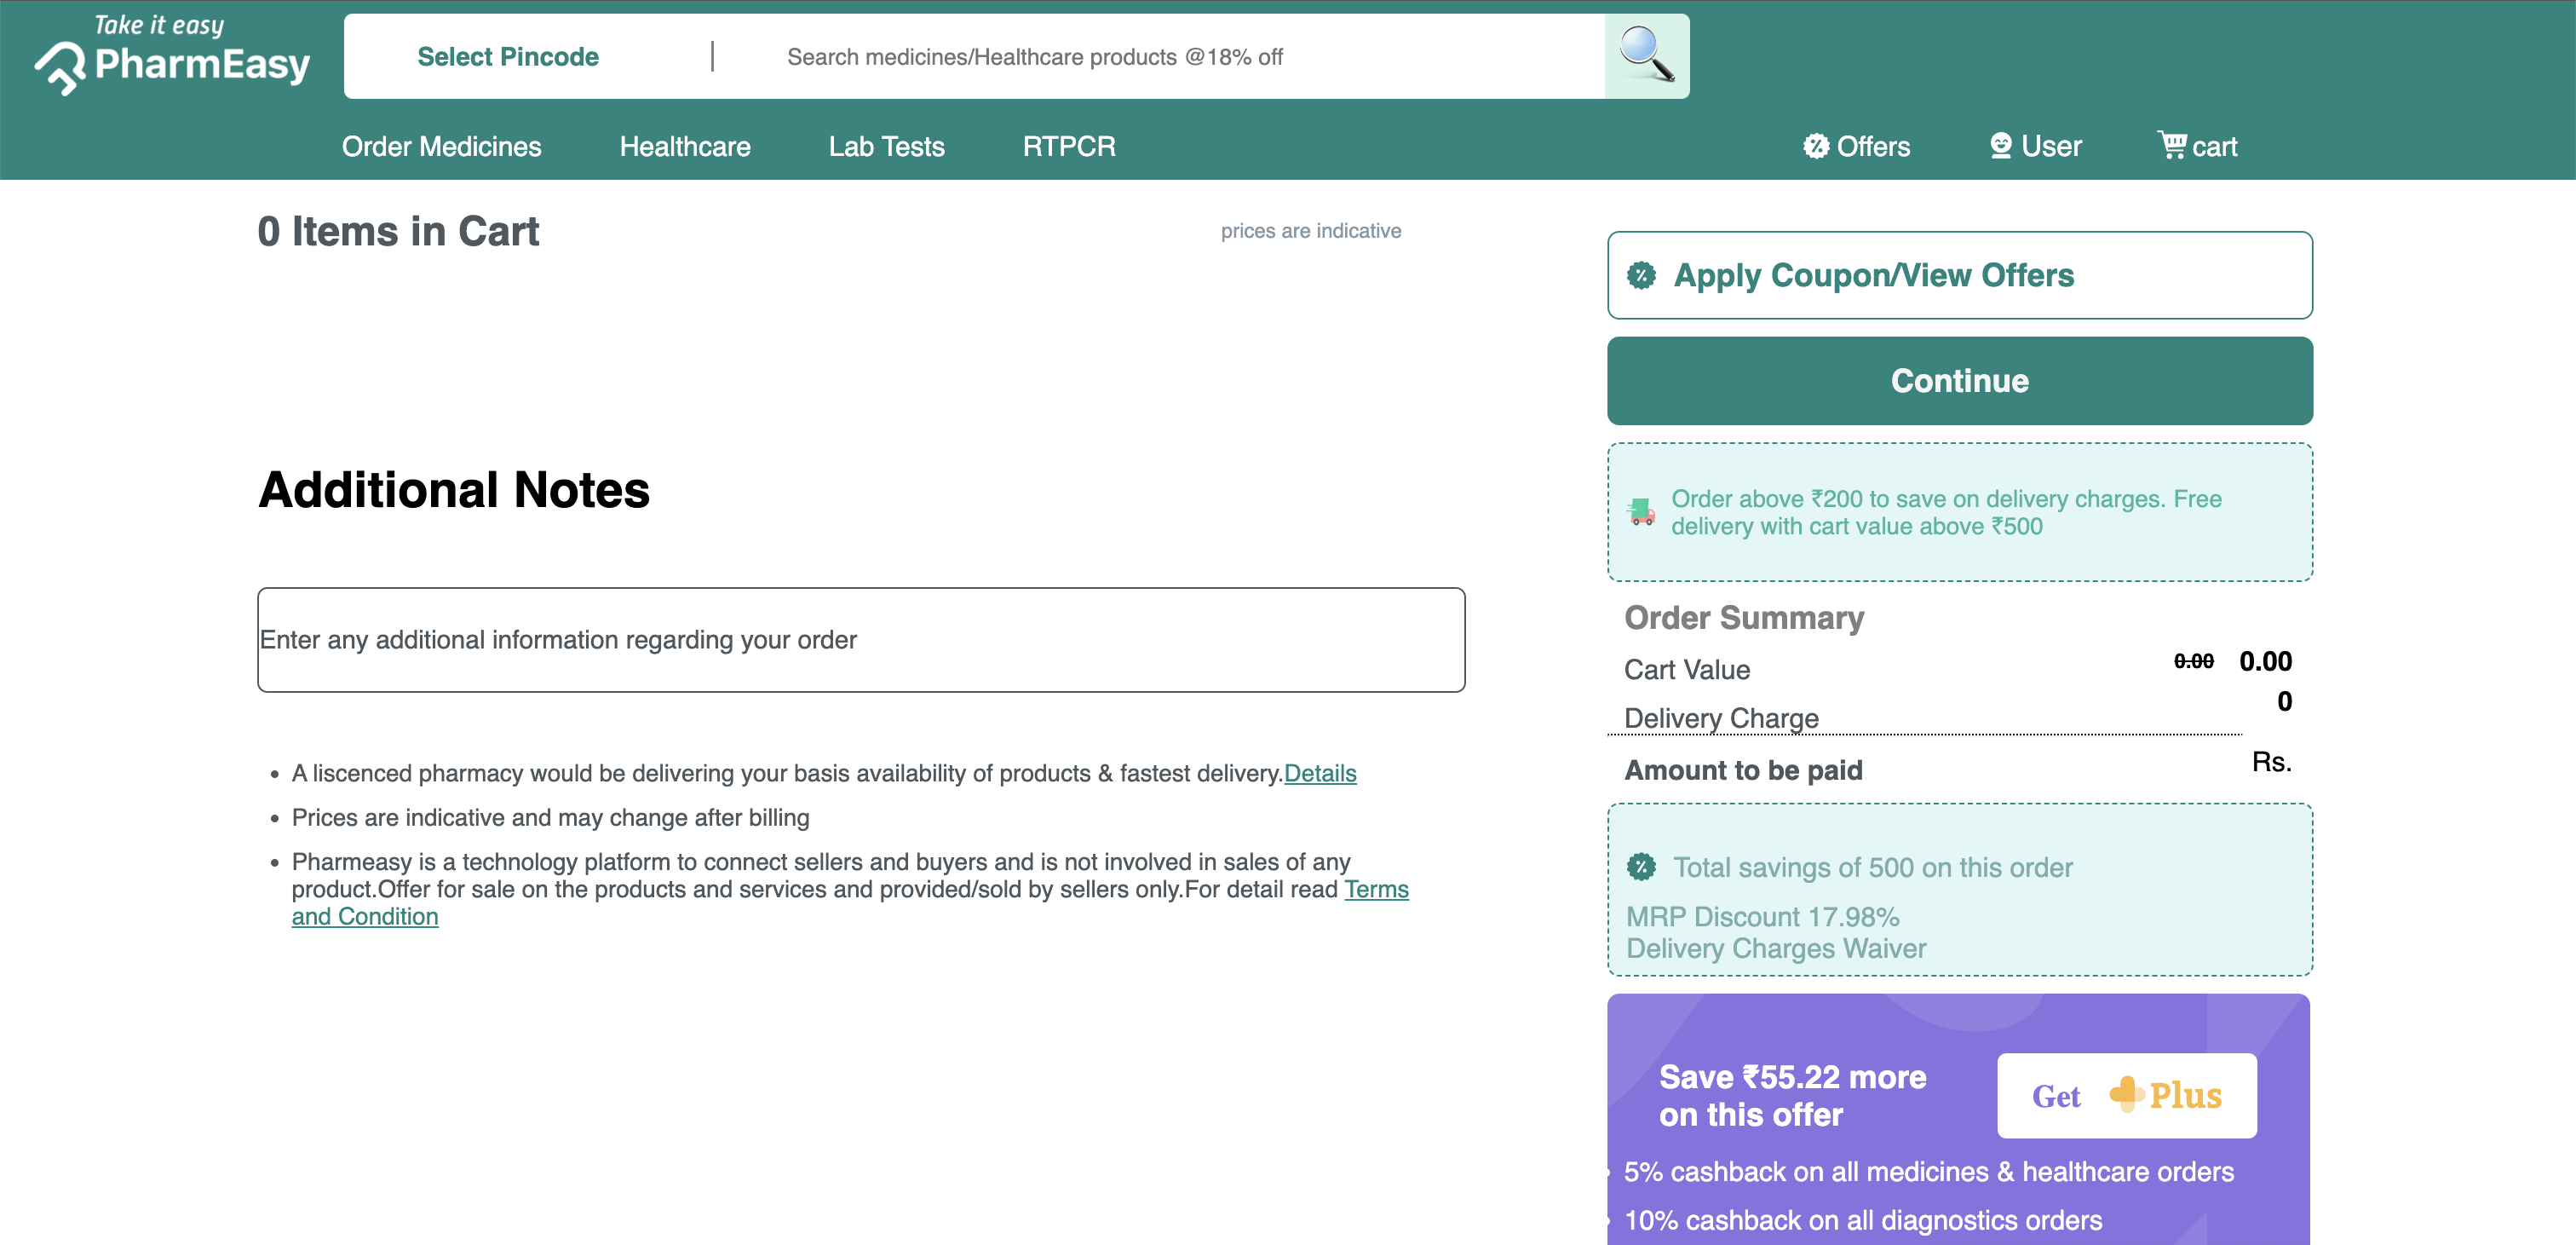 Take it easy
PharmEasy
Select Pincode | Search medicines/Healthcare products @18% off
Order Medicines Healthcare Lab Tests RTPCR Offers User cart
0 Items in Cart
prices are indicative
Additional Notes
Enter any additional information regarding your order
• A liscenced pharmacy would be delivering your basis availability of products & fastest delivery.Details
• Prices are indicative and may change after billing
• Pharmeasy is a technology platform to connect sellers and buyers and is not involved in sales of any
product.Offer for sale on the products and services and provided/sold by sellers only.For detail read Terms
and Condition
Apply Coupon/View Offers
Continue
Order above ₹200 to save on delivery charges. Free
delivery with cart value above ₹500
Order Summary
Cart Value 0.00 0.00
Delivery Charge 0
Amount to be paid Rs.
Total savings of 500 on this order
MRP Discount 17.98%
Delivery Charges Waiver
Save ₹55.22 more
on this offer
Get Plus
• 5% cashback on all medicines & healthcare orders
• 10% cashback on all diagnostics orders